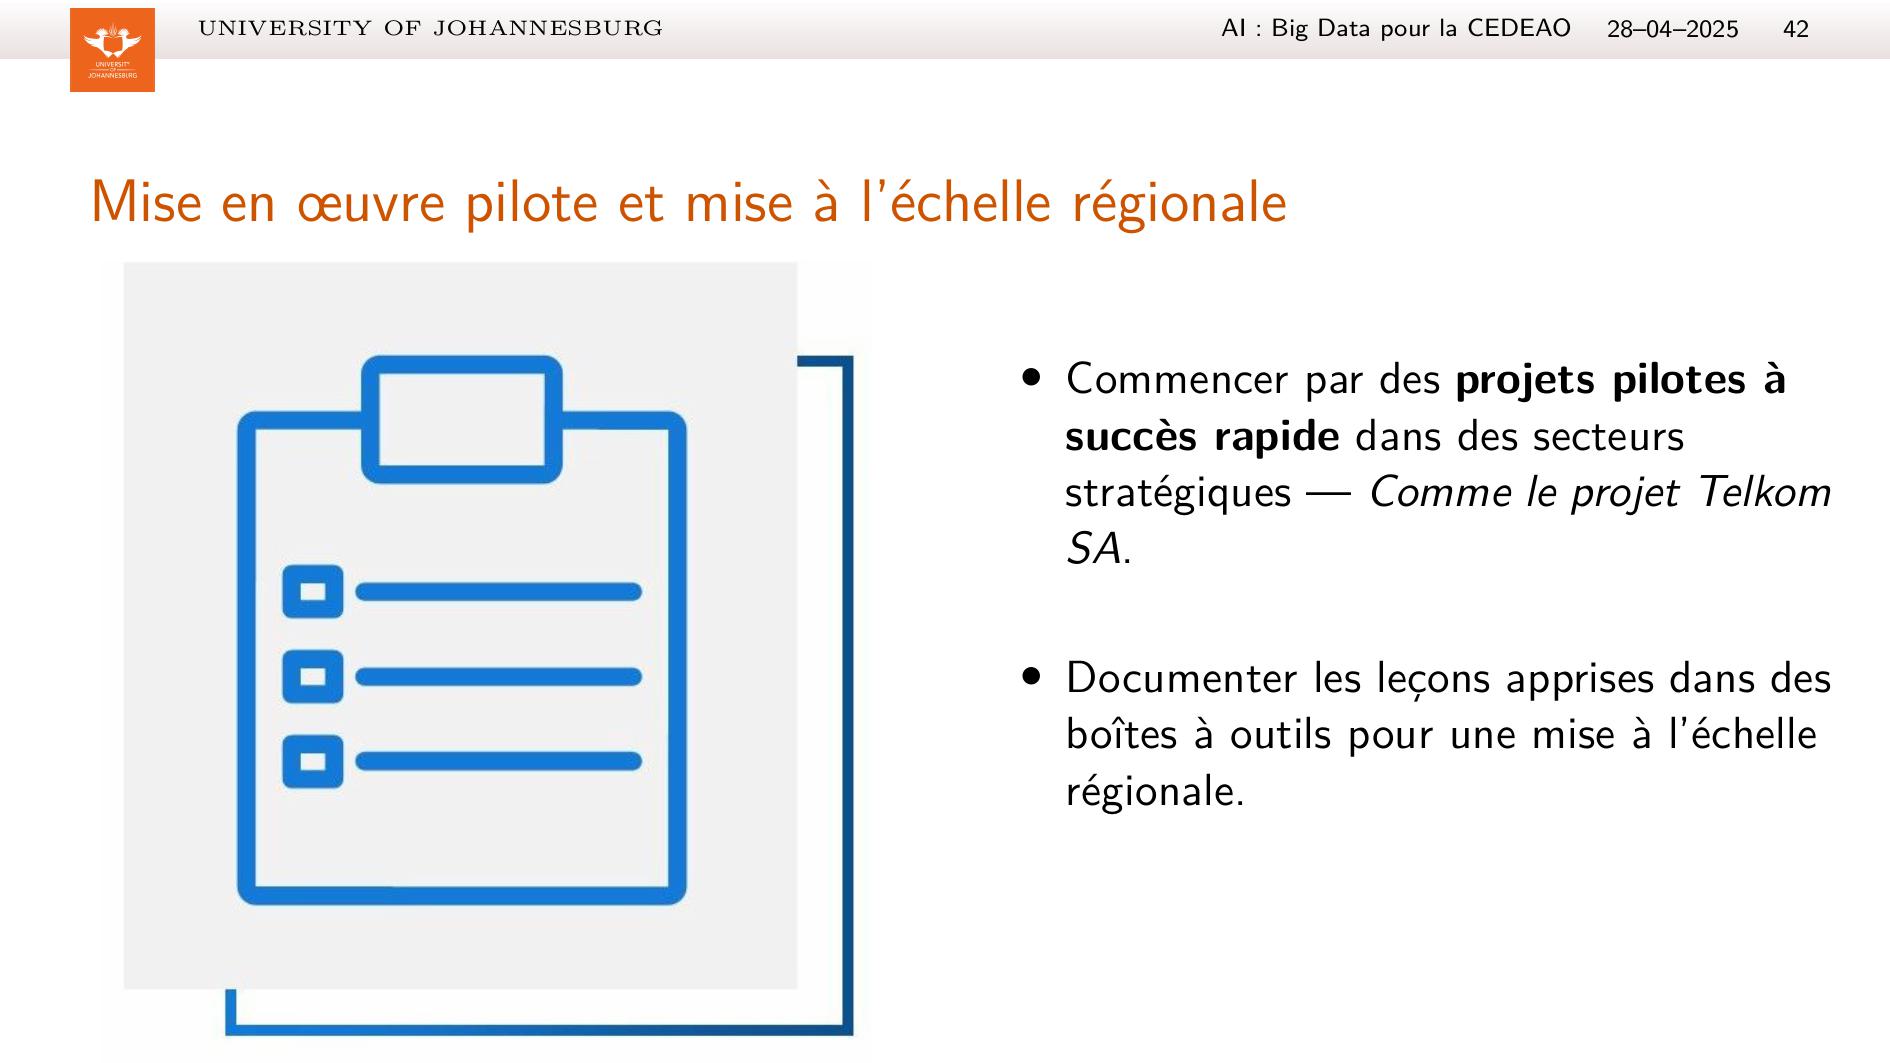 UNIVERSITY OF JOHANNESBURG
AI : Big Data pour la CEDEAO 28–04–2025 42
UNIVERSITY
OF
JOHANNESBURG
Mise en œuvre pilote et mise à l'échelle régionale
• Commencer par des projets pilotes à
succès rapide dans des secteurs
stratégiques — Comme le projet Telkom
SA.
• Documenter les leçons apprises dans des
boîtes à outils pour une mise à l'échelle
régionale.